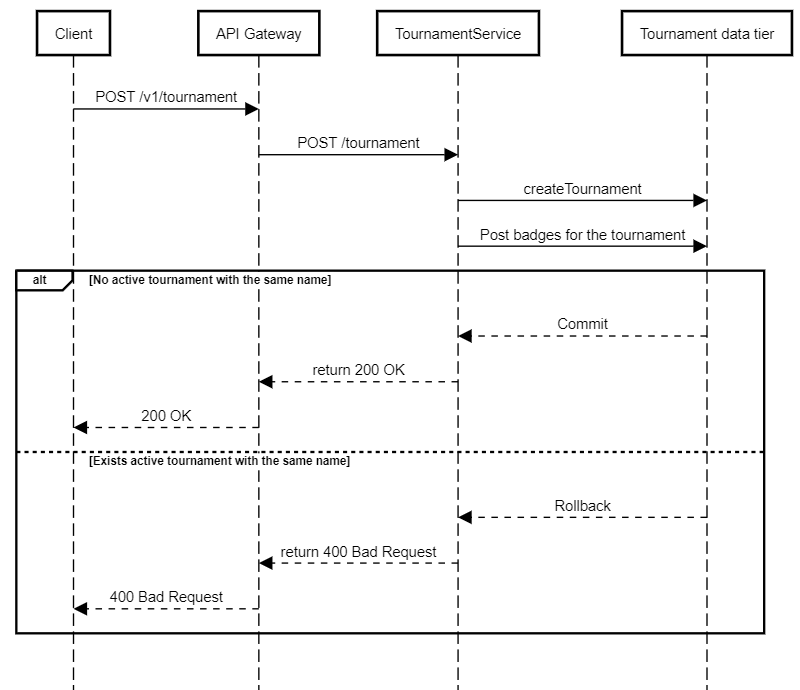 Client
API Gateway
TournamentService
Tournament data tier
POST /v1/tournament
POST /tournament
createTournament
Post badges for the tournament
alt
[No active tournament with the same name]
Commit
return 200 OK
200 OK
[Exists active tournament with the same name]
Rollback
return 400 Bad Request
400 Bad Request